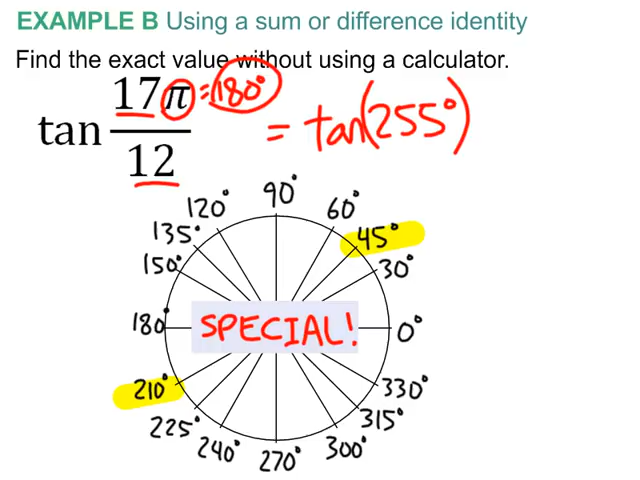 EXAMPLE B Using a sum or difference identity
Find the exact value without using a calculator.
tan 17π/12 = 180° = tan(255°)
90°
120° 60°
135° 45°
150° 30°
180° SPECIAL! 0°
210° 330°
225° 315°
240° 300°
270°